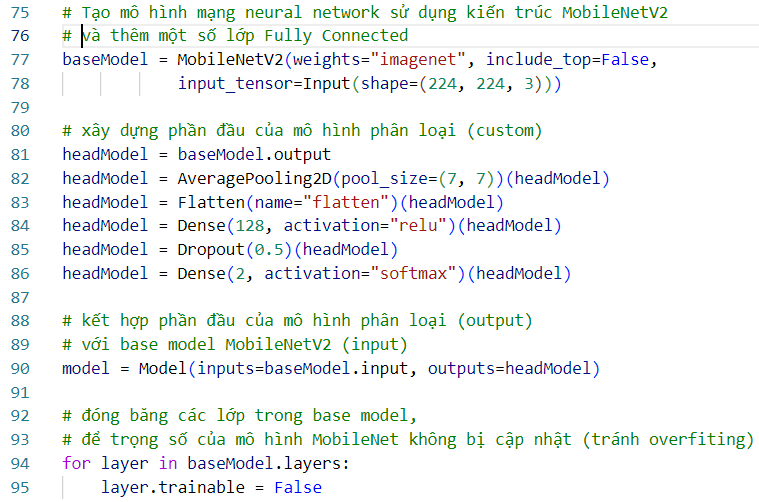 75 # Tạo mô hình mạng neural network sử dụng kiến trúc MobileNetV2
76 # và thêm một số lớp Fully Connected
77 baseModel = MobileNetV2(weights="imagenet", include_top=False,
78             input_tensor=Input(shape=(224, 224, 3)))
79
80 # xây dựng phần đầu của mô hình phân loại (custom)
81 headModel = baseModel.output
82 headModel = AveragePooling2D(pool_size=(7, 7))(headModel)
83 headModel = Flatten(name="flatten")(headModel)
84 headModel = Dense(128, activation="relu")(headModel)
85 headModel = Dropout(0.5)(headModel)
86 headModel = Dense(2, activation="softmax")(headModel)
87
88 # kết hợp phần đầu của mô hình phân loại (output)
89 # với base model MobileNetV2 (input)
90 model = Model(inputs=baseModel.input, outputs=headModel)
91
92 # đóng băng các lớp trong base model,
93 # để trọng số của mô hình MobileNet không bị cập nhật (tránh overfiting)
94 for layer in baseModel.layers:
95     layer.trainable = False